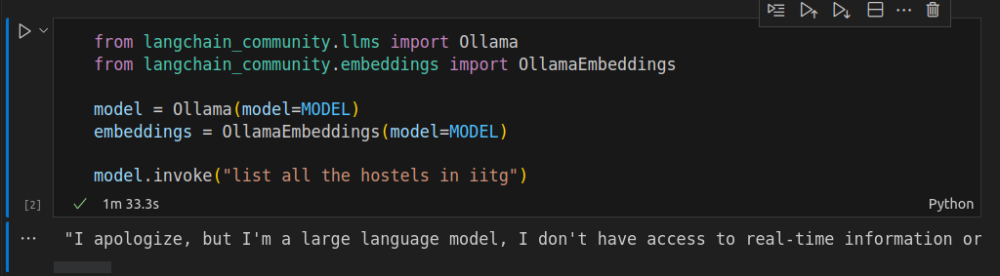 from langchain_community.llms import Ollama
from langchain_community.embeddings import OllamaEmbeddings
model = Ollama(model=MODEL)
embeddings = OllamaEmbeddings(model=MODEL)
model.invoke("list all the hostels in iitg")
[2]
1m 33.3s
Python
"I apologize, but I'm a large language model, I don't have access to real-time information or